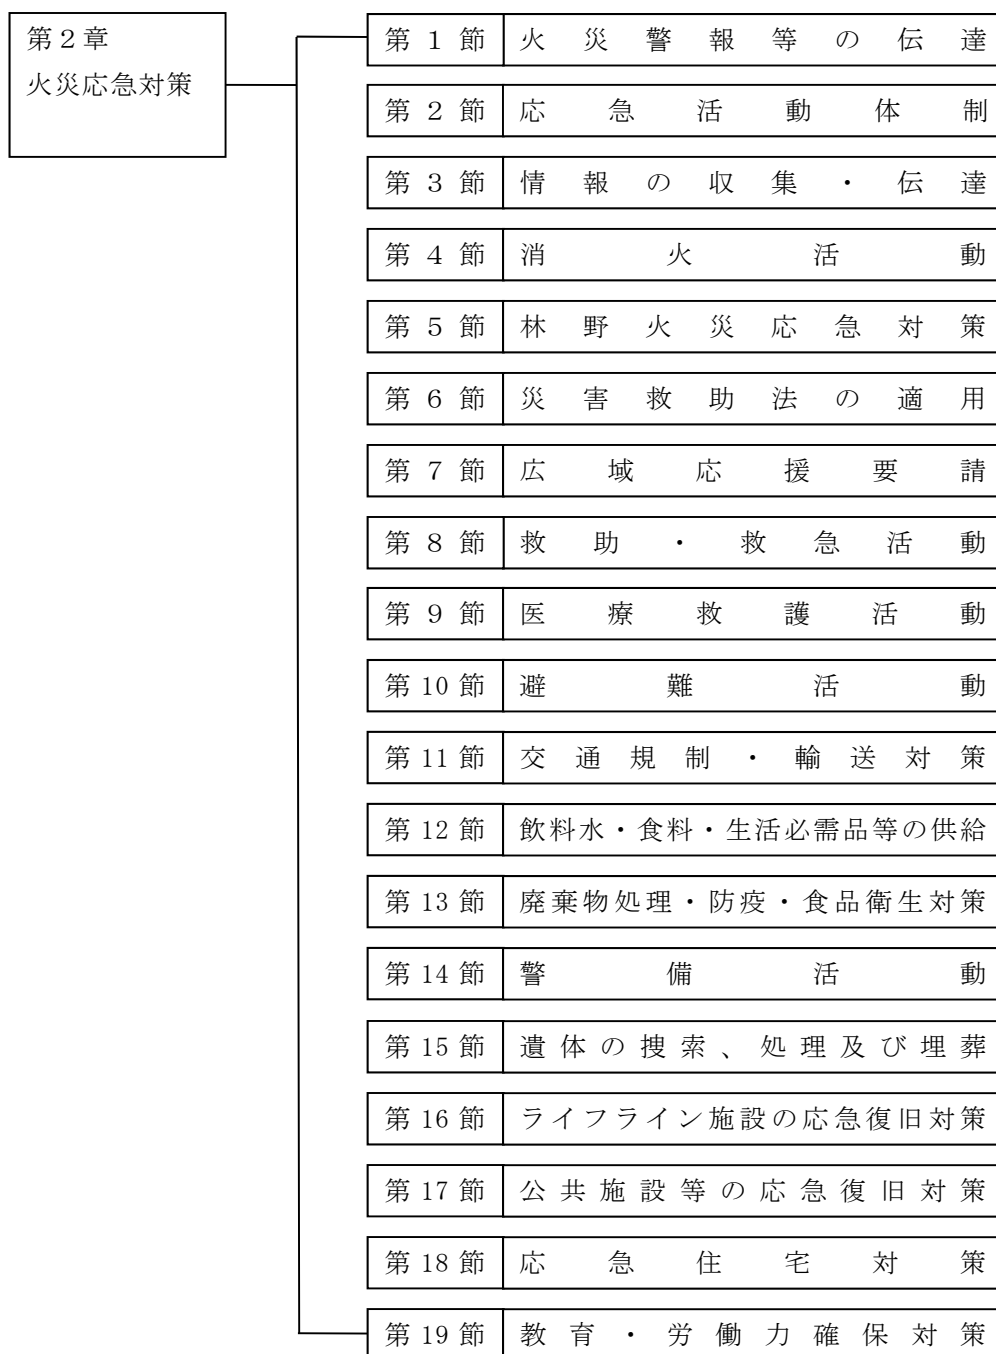 第２章
火災応急対策
第１節 火災警報等の伝達
第２節 応急活動体制
第３節 情報の収集・伝達
第４節 消火活動
第５節 林野火災応急対策
第６節 災害救助法の適用
第７節 広域応援要請
第８節 救助・救急活動
第９節 医療救護活動
第10節 避難活動
第11節 交通規制・輸送対策
第12節 飲料水・食料・生活必需品等の供給
第13節 廃棄物処理・防疫・食品衛生対策
第14節 警備活動
第15節 遺体の捜索、処理及び埋葬
第16節 ライフライン施設の応急復旧対策
第17節 公共施設等の応急復旧対策
第18節 応急住宅対策
第19節 教育・労働力確保対策